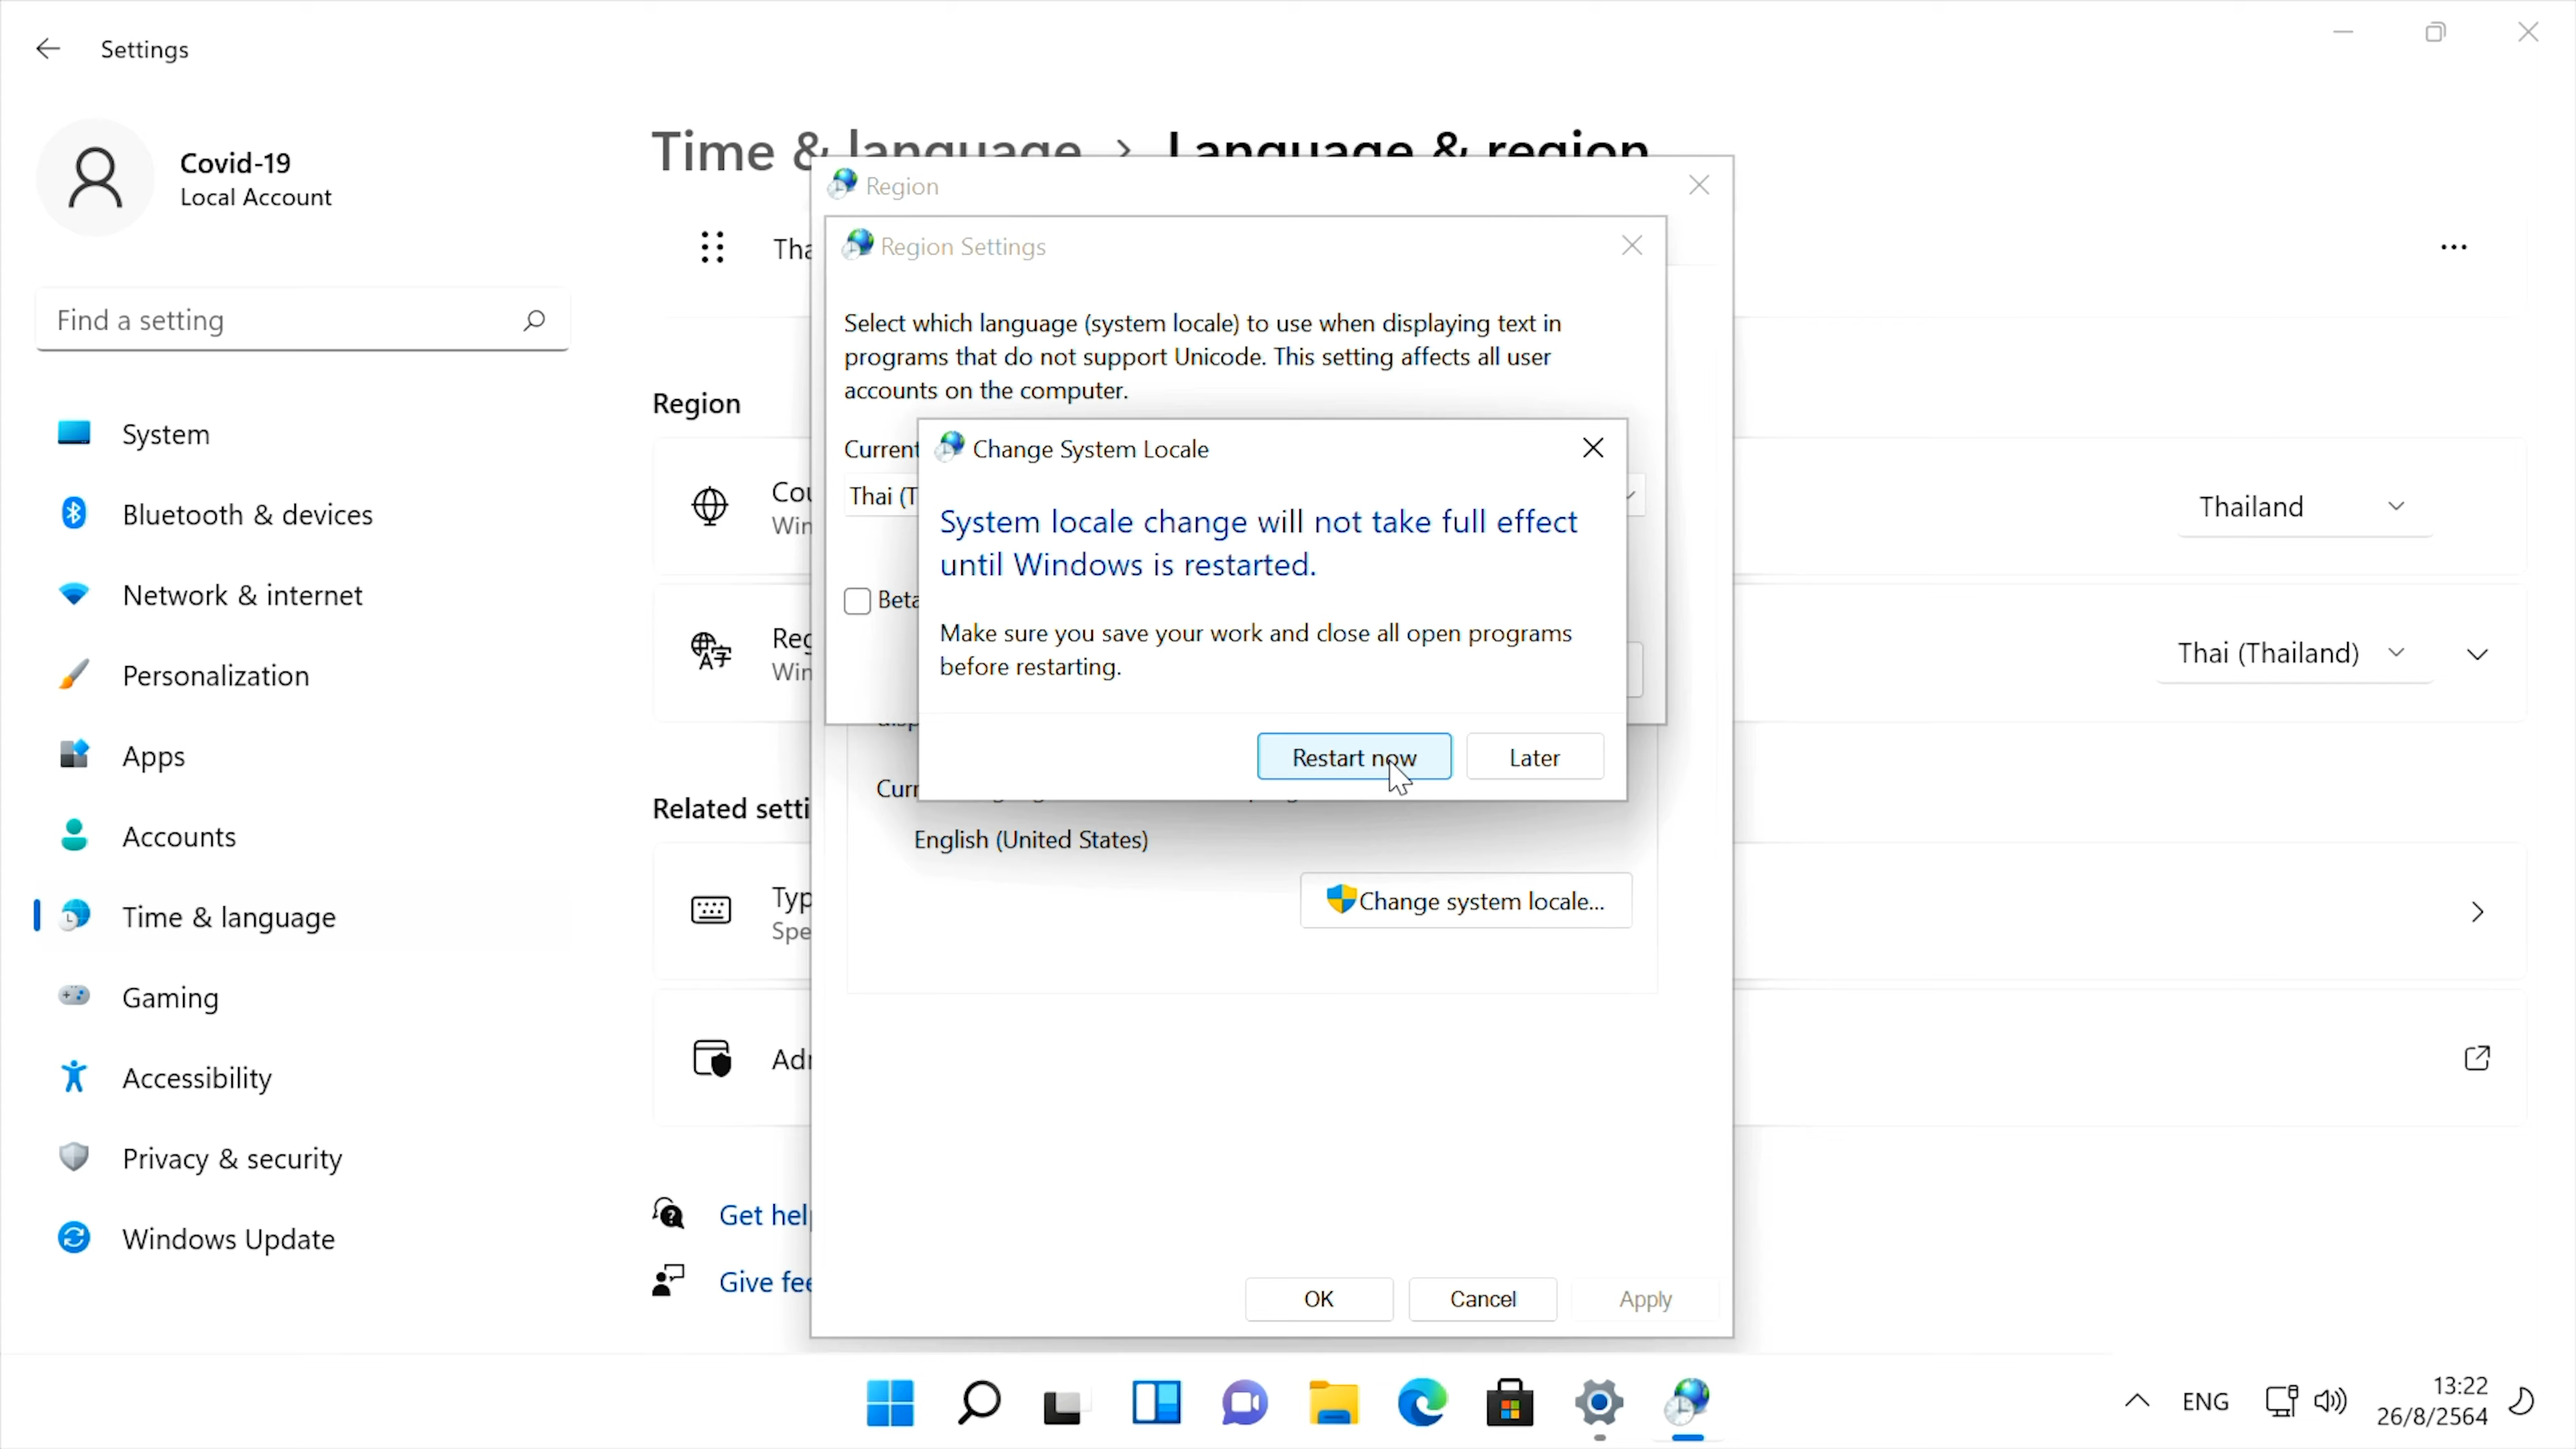 Settings
Covid-19
Local Account
Find a setting
System
Bluetooth & devices
Network & internet
Personalization
Apps
Accounts
Time & language
Gaming
Accessibility
Privacy & security
Windows Update
Time & language > Language & region
Tha
Region
Cou
Win
Thailand
Reg
Win
Thai (Thailand)
Related setti
Typ
Spe
Adn
Get help
Give fee
Region
Region Settings
Select which language (system locale) to use when displaying text in
programs that do not support Unicode. This setting affects all user
accounts on the computer.
Current
Thai (T
Beta
Change System Locale
System locale change will not take full effect
until Windows is restarted.
Make sure you save your work and close all open programs
before restarting.
Restart now
Later
Curr
English (United States)
Change system locale...
OK
Cancel
Apply
ENG
13:22
26/8/2564